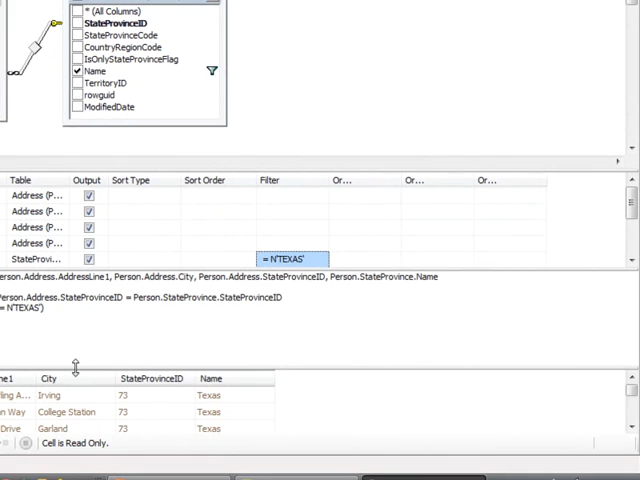 * (All Columns)
StateProvinceID
StateProvinceCode
CountryRegionCode
IsOnlyStateProvinceFlag
Name
TerritoryID
rowguid
ModifiedDate
Table Output Sort Type Sort Order Filter Or... Or... Or...
Address (P...
Address (P...
Address (P...
Address (P...
StateProvi... = N'TEXAS'
erson.Address.AddressLine1, Person.Address.City, Person.Address.StateProvinceID, Person.StateProvince.Name
Person.Address.StateProvinceID = Person.StateProvince.StateProvinceID
= N'TEXAS')
ne1 City StateProvinceID Name
ling A... Irving 73 Texas
n Way College Station 73 Texas
Drive Garland 73 Texas
Cell is Read Only.